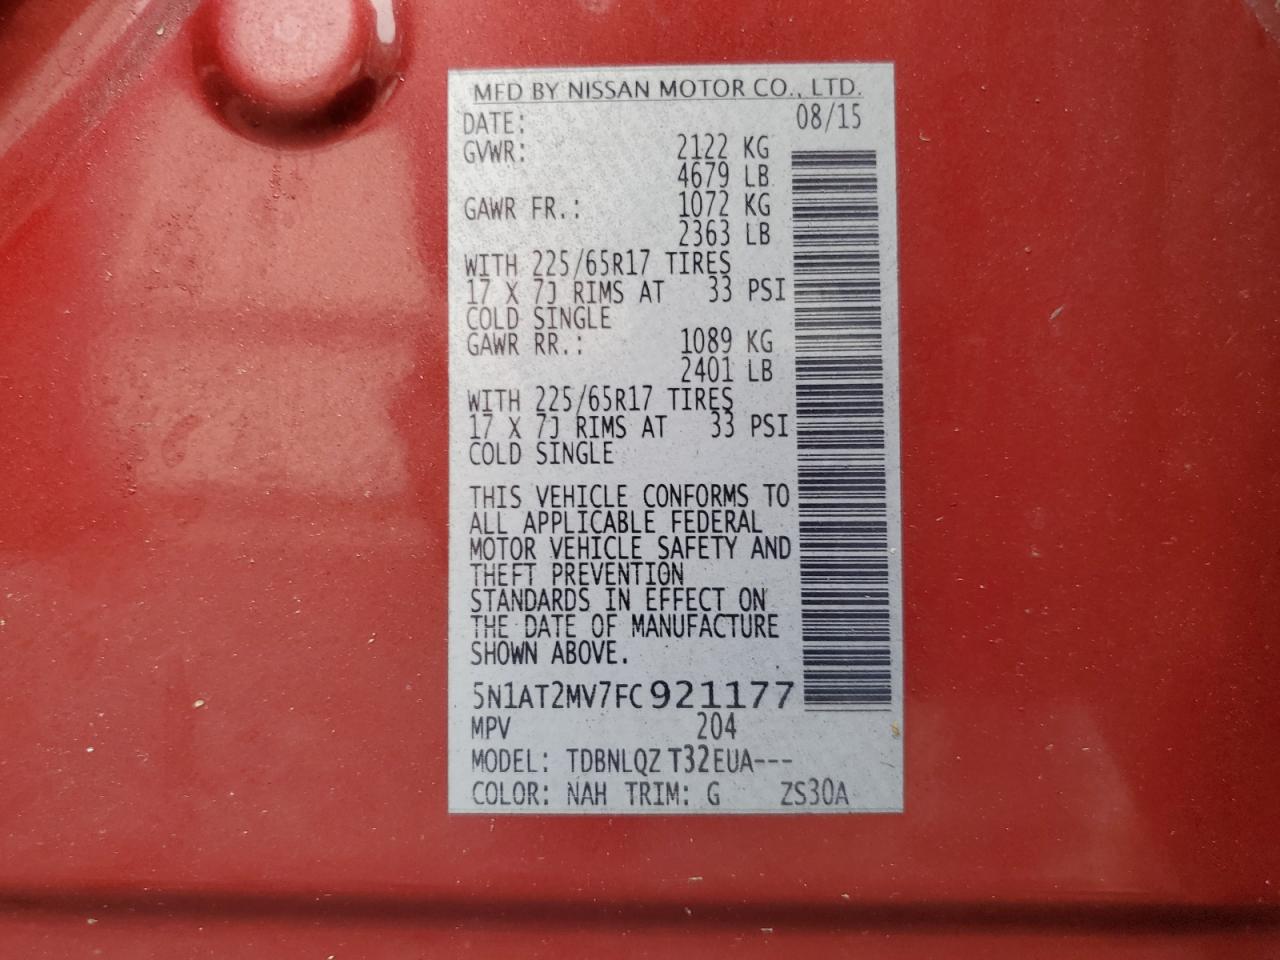 MFD BY NISSAN MOTOR CO., LTD.
DATE: 08/15
GVWR: 2122 KG
4679 LB
GAWR FR.: 1072 KG
2363 LB
WITH 225/65R17 TIRES
17 X 7J RIMS AT 33 PSI
COLD SINGLE
GAWR RR.: 1089 KG
2401 LB
WITH 225/65R17 TIRES
17 X 7J RIMS AT 33 PSI
COLD SINGLE
THIS VEHICLE CONFORMS TO
ALL APPLICABLE FEDERAL
MOTOR VEHICLE SAFETY AND
THEFT PREVENTION
STANDARDS IN EFFECT ON
THE DATE OF MANUFACTURE
SHOWN ABOVE.
5N1AT2MV7FC921177
MPV 204
MODEL: TDBNLQZ T32EUA---
COLOR: NAH TRIM: G ZS30A